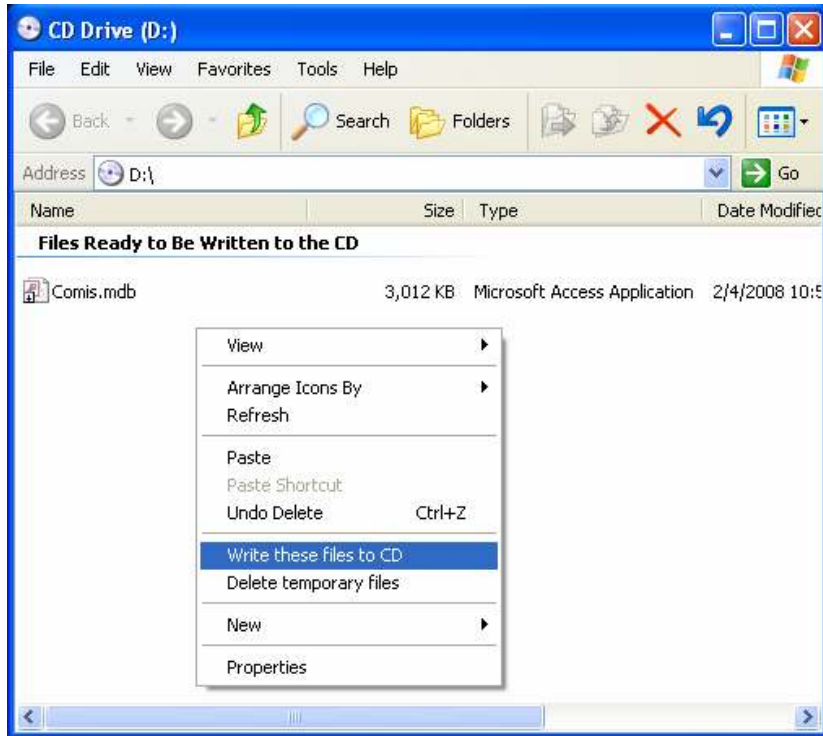 CD Drive (D:)
File Edit View Favorites Tools Help
Back Search Folders
Address D:\ Go
Name Size Type Date Modified
Files Ready to Be Written to the CD
Comis.mdb 3,012 KB Microsoft Access Application 2/4/2008 10:5
View
Arrange Icons By
Refresh
Paste
Paste Shortcut
Undo Delete Ctrl+Z
Write these files to CD
Delete temporary files
New
Properties